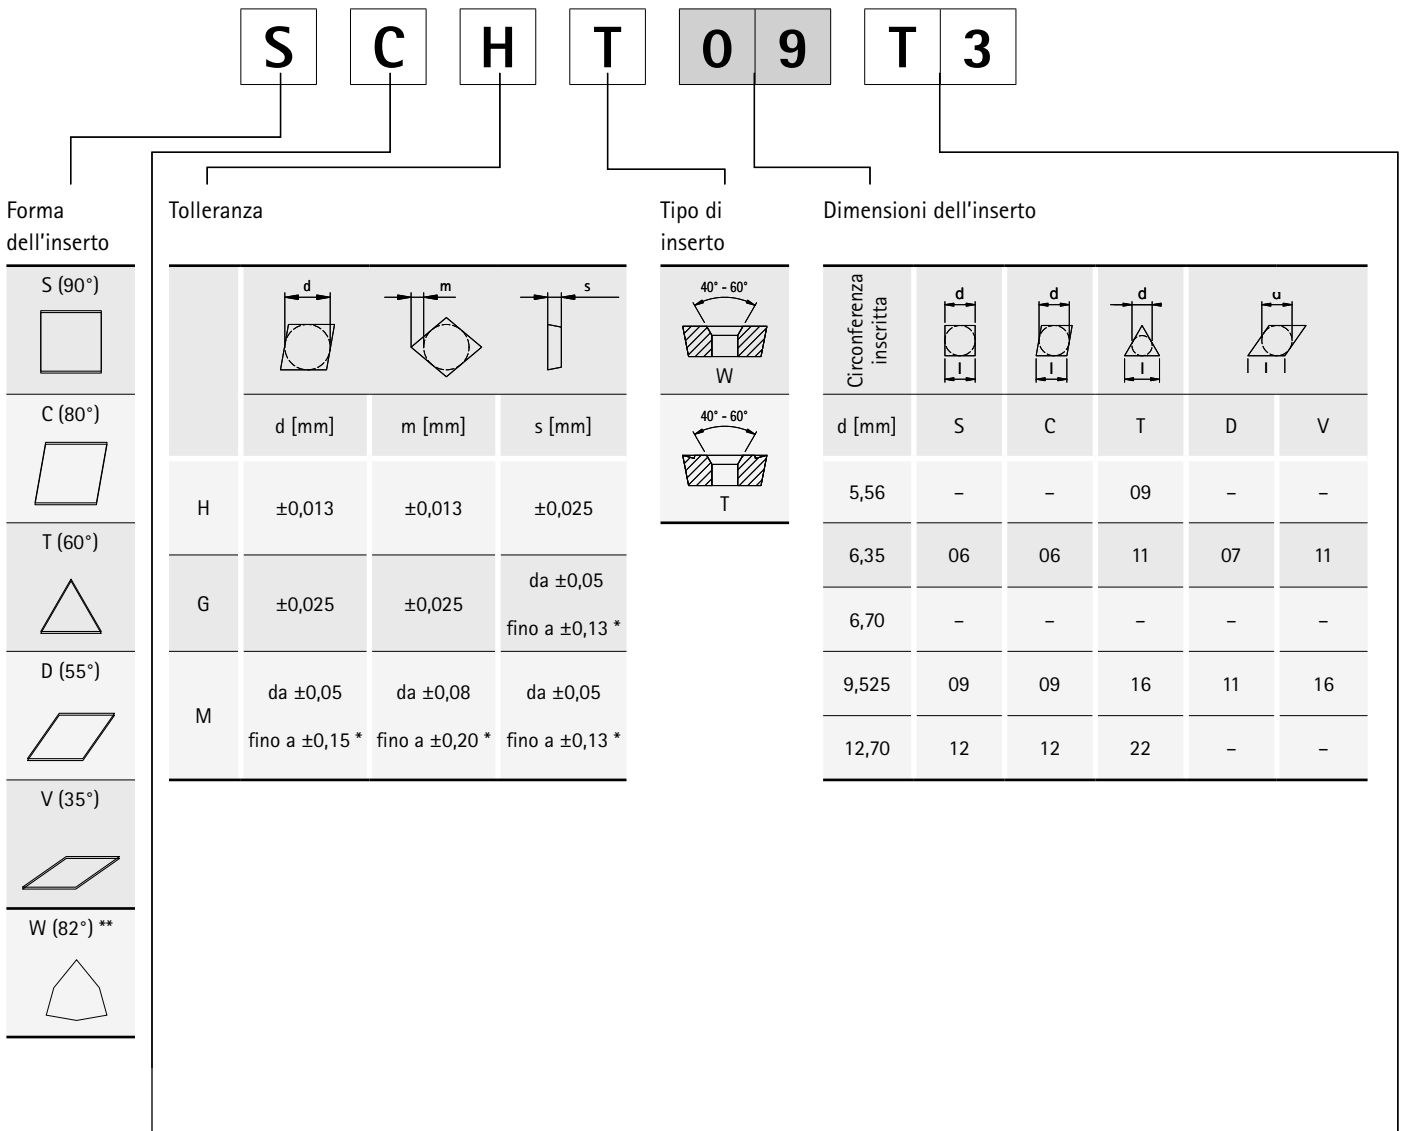 S C H T 0 9 T 3
Forma
dell'inserto
Tolleranza
Tipo di
inserto
Dimensioni dell'inserto
S (90°)
C (80°)
T (60°)
D (55°)
V (35°)
W (82°) **
d m s
d [mm] m [mm] s [mm]
H ±0,013 ±0,013 ±0,025
G ±0,025 ±0,025 da ±0,05
fino a ±0,13 *
M da ±0,05 da ±0,08 da ±0,05
fino a ±0,15 * fino a ±0,20 * fino a ±0,13 *
40° - 60°
W
40° - 60°
T
Circonferenza
inscritta
d d d d
l l l l
d [mm] S C T D V
5,56 – – 09 – –
6,35 06 06 11 07 11
6,70 – – – – –
9,525 09 09 16 11 16
12,70 12 12 22 – –